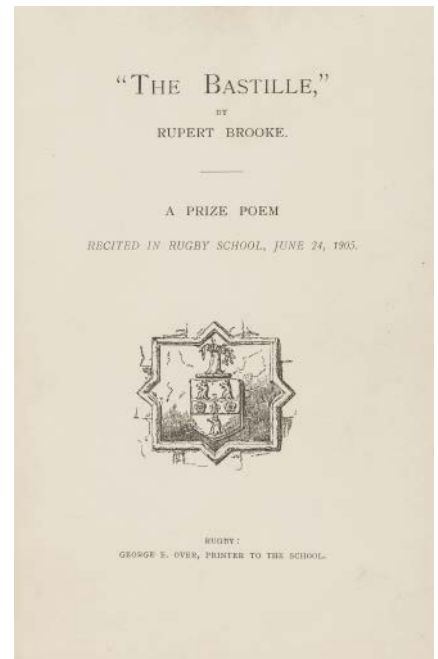 “THE BASTILLE,”
BY
RUPERT BROOKE.
A PRIZE POEM
RECITED IN RUGBY SCHOOL, JUNE 24, 1905.
RUGBY:
GEORGE E. OVER, PRINTER TO THE SCHOOL.